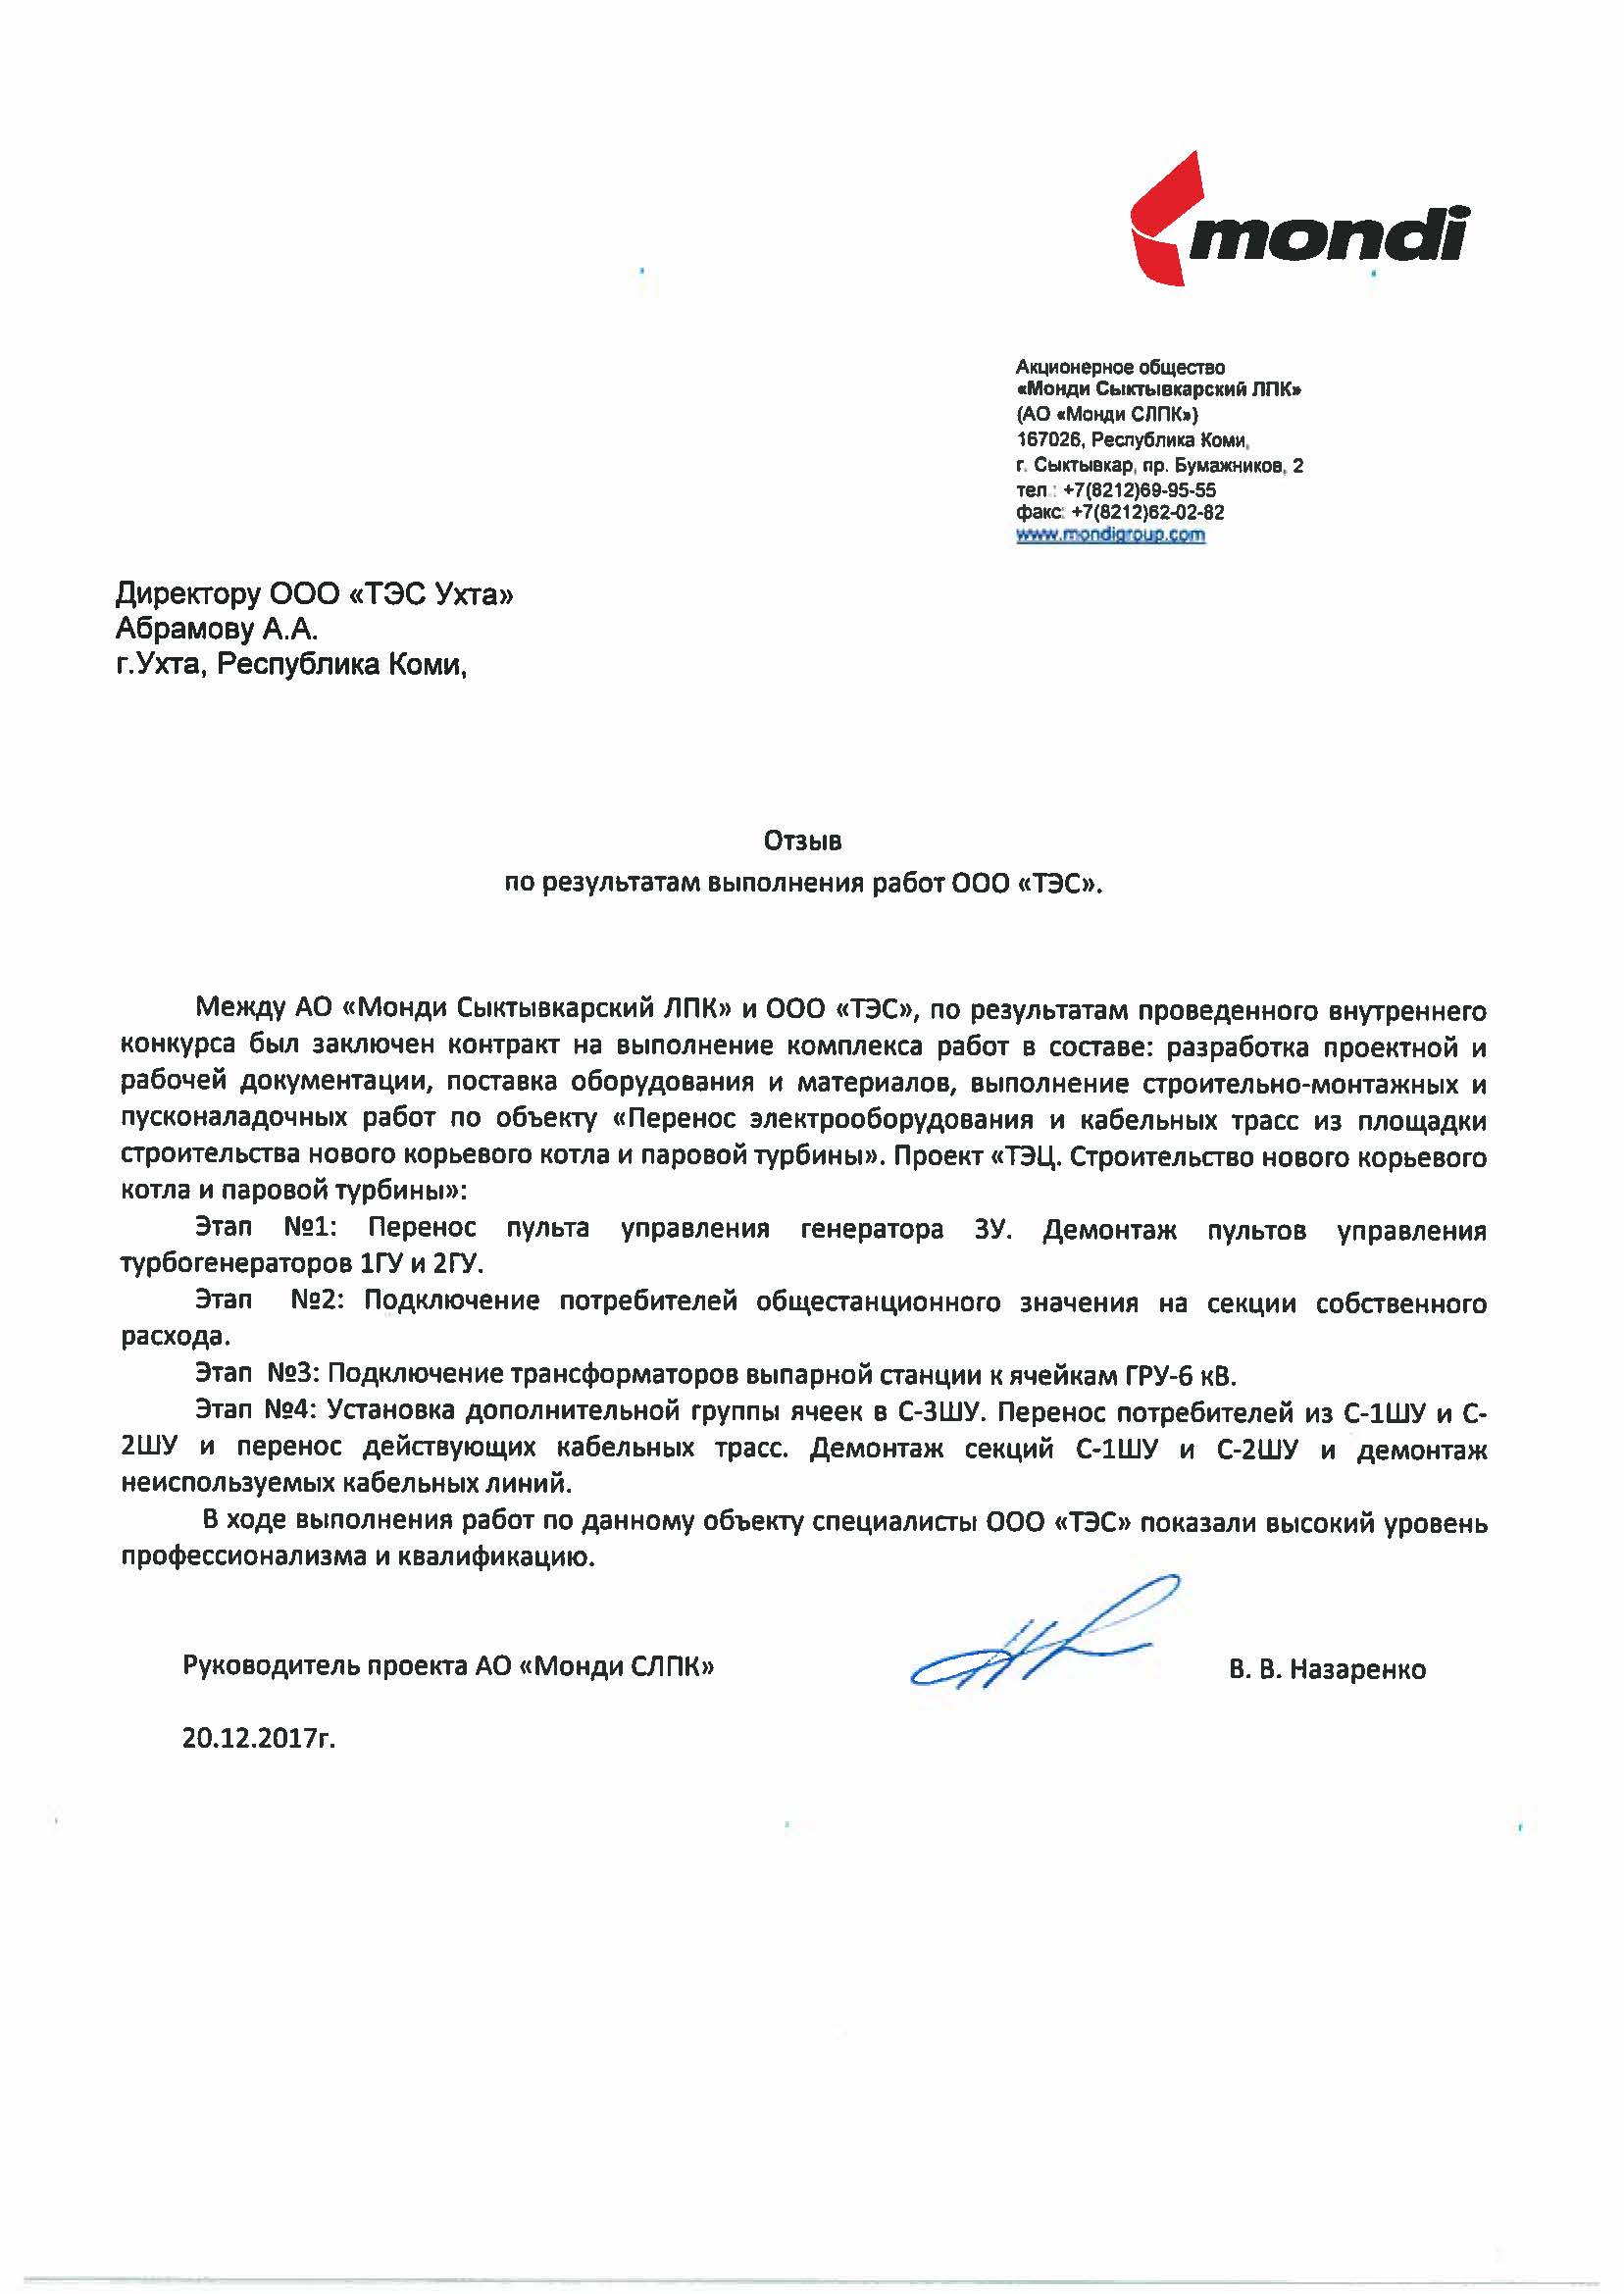 mondi
Акционерное общество
«Монди Сыктывкарский ЛПК»
(АО «Монди СЛПК»)
167026, Республика Коми,
г. Сыктывкар, пр. Бумажников, 2
тел.: +7(8212)69-95-55
факс: +7(8212)62-02-82
www.mondigroup.com
Директору ООО «ТЭС Ухта»
Абрамову А.А.
г.Ухта, Республика Коми,
Отзыв
по результатам выполнения работ ООО «ТЭС».
Между АО «Монди Сыктывкарский ЛПК» и ООО «ТЭС», по результатам проведенного внутреннего
конкурса был заключен контракт на выполнение комплекса работ в составе: разработка проектной и
рабочей документации, поставка оборудования и материалов, выполнение строительно-монтажных и
пусконаладочных работ по объекту «Перенос электрооборудования и кабельных трасс из площадки
строительства нового корьевого котла и паровой турбины». Проект «ТЭЦ. Строительство нового корьевого
котла и паровой турбины»:
Этап №1: Перенос пульта управления генератора 3У. Демонтаж пультов управления
турбогенераторов 1ГУ и 2ГУ.
Этап №2: Подключение потребителей общестанционного значения на секции собственного
расхода.
Этап №3: Подключение трансформаторов выпарной станции к ячейкам ГРУ-6 кВ.
Этап №4: Установка дополнительной группы ячеек в С-3ШУ. Перенос потребителей из С-1ШУ и С-
2ШУ и перенос действующих кабельных трасс. Демонтаж секций С-1ШУ и С-2ШУ и демонтаж
неиспользуемых кабельных линий.
В ходе выполнения работ по данному объекту специалисты ООО «ТЭС» показали высокий уровень
профессионализма и квалификацию.
Руководитель проекта АО «Монди СЛПК» В. В. Назаренко
20.12.2017г.